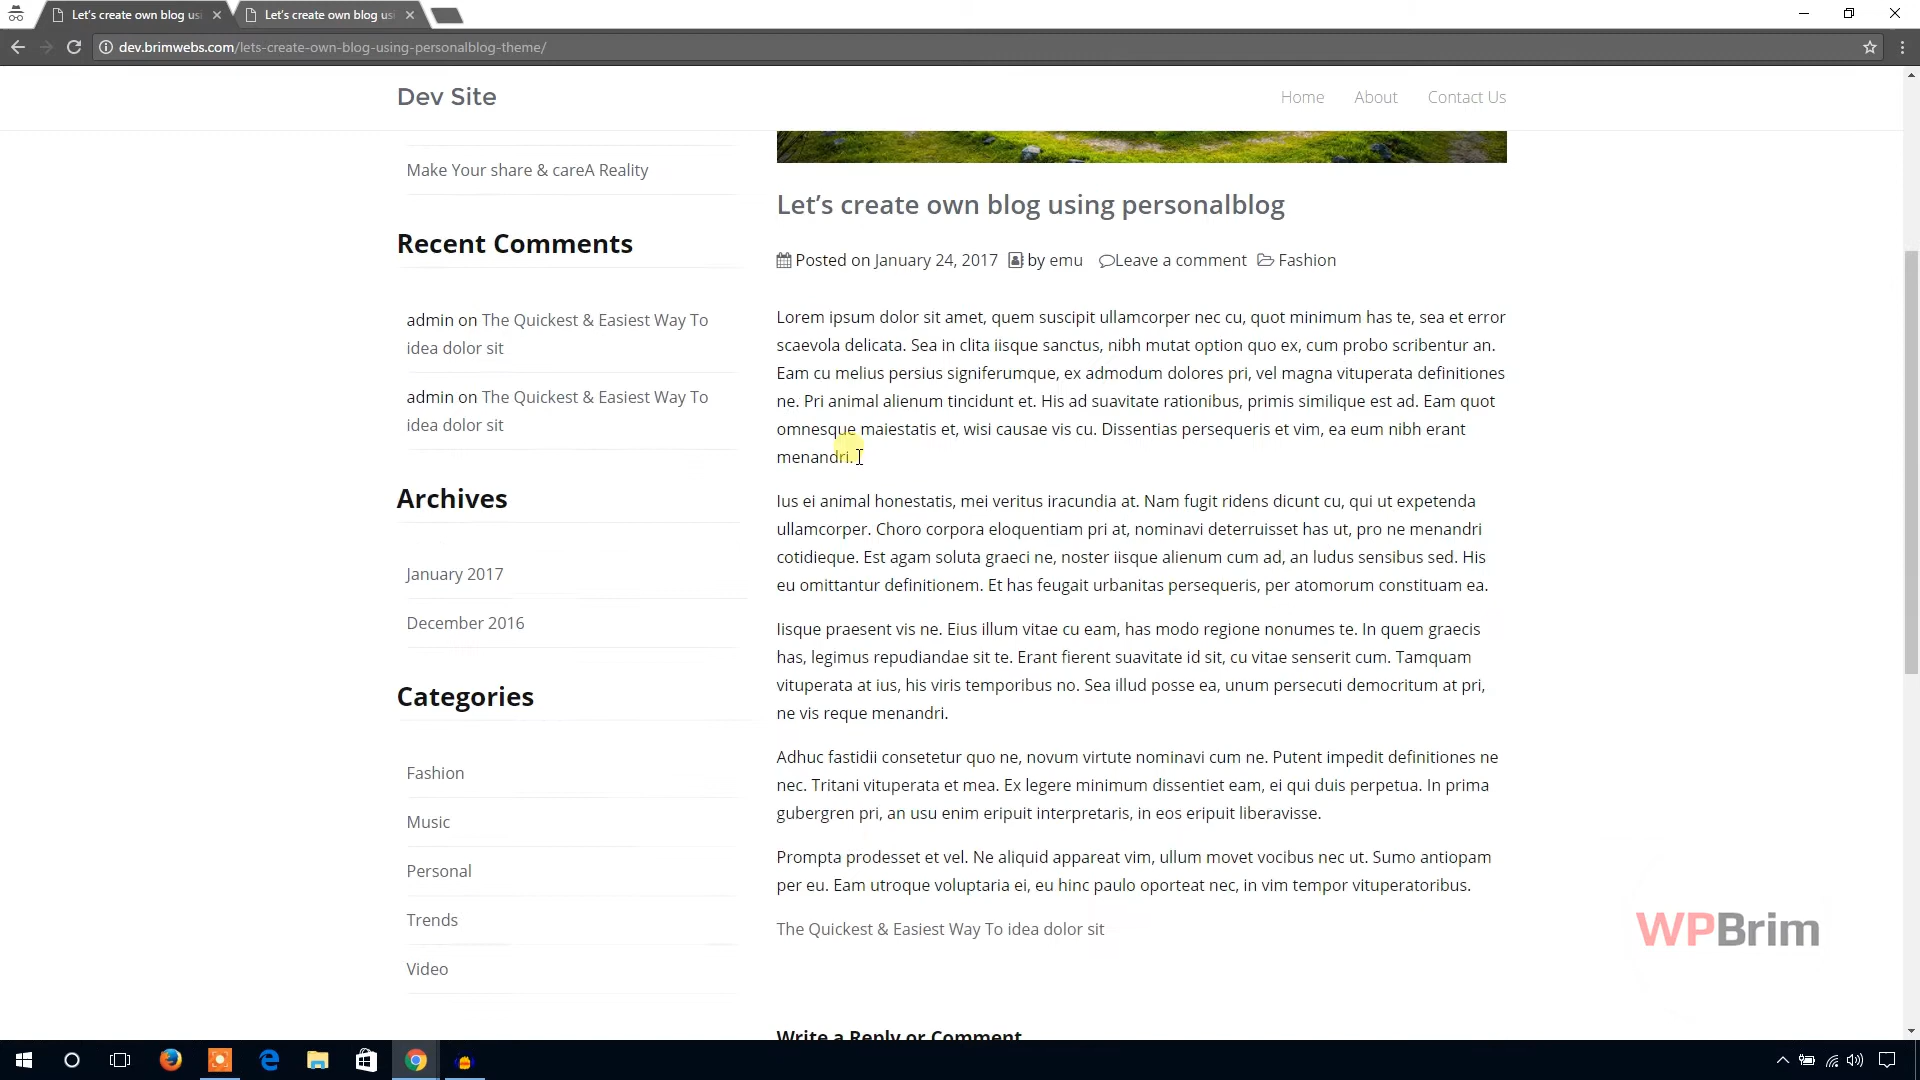 Let's create own blog us
Let's create own blog us
dev.brimwebs.com/lets-create-own-blog-using-personalblog-theme/
Dev Site
Home
About
Contact Us
Make Your share & careA Reality
Recent Comments
admin on The Quickest & Easiest Way To
idea dolor sit
admin on The Quickest & Easiest Way To
idea dolor sit
Archives
January 2017
December 2016
Categories
Fashion
Music
Personal
Trends
Video
Let’s create own blog using personalblog
Posted on January 24, 2017 by emu Leave a comment Fashion
Lorem ipsum dolor sit amet, quem suscipit ullamcorper nec cu, quot minimum has te, sea et error
scaevola delicata. Sea in clita iisque sanctus, nibh mutat option quo ex, cum probo scribentur an.
Eam cu melius persius signiferumque, ex admodum dolores pri, vel magna vituperata definitiones
ne. Pri animal alienum tincidunt et. His ad suavitate rationibus, primis similique est ad. Eam quot
omnesque maiestatis et, wisi causae vis cu. Dissentias persequeris et vim, ea eum nibh erant
menandri.
Ius ei animal honestatis, mei veritus iracundia at. Nam fugit ridens dicunt cu, qui ut expetenda
ullamcorper. Choro corpora eloquentiam pri at, nominavi deterruisset has ut, pro ne menandri
cotidieque. Est agam soluta graeci ne, noster iisque alienum cum ad, an ludus sensibus sed. His
eu omittantur definitionem. Et has feugait urbanitas persequeris, per atomorum constituam ea.
Iisque praesent vis ne. Eius illum vitae cu eam, has modo regione nonumes te. In quem graecis
has, legimus repudiandae sit te. Erant fierent suavitate id sit, cu vitae senserit cum. Tamquam
vituperata at ius, his viris temporibus no. Sea illud posse ea, unum persecuti democritum at pri,
ne vis reque menandri.
Adhuc fastidii consetetur quo ne, novum virtute nominavi cum ne. Putent impedit definitiones ne
nec. Tritani vituperata et mea. Ex legere minimum dissentiet eam, ei qui duis perpetua. In prima
gubergren pri, an usu enim eripuit interpretaris, in eos eripuit liberavisse.
Prompta prodesset et vel. Ne aliquid appareat vim, ullum movet vocibus nec ut. Sumo antiopam
per eu. Eam utroque voluptaria ei, eu hinc paulo oporteat nec, in vim tempor vituperatoribus.
The Quickest & Easiest Way To idea dolor sit
Write a Reply or Comment
WPBrim